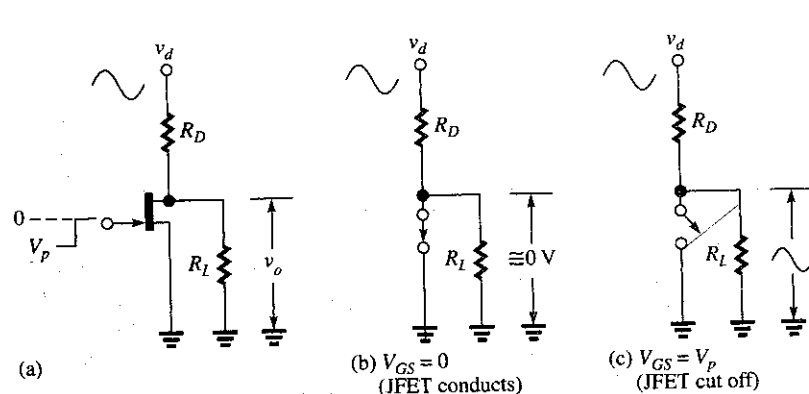 v_d
R_D
0
V_p
R_L
v_o
(a)
v_d
R_D
R_L
≅0 V
(b) V_GS = 0
(JFET conducts)
v_d
R_D
R_L
(c) V_GS = V_p
(JFET cut off)